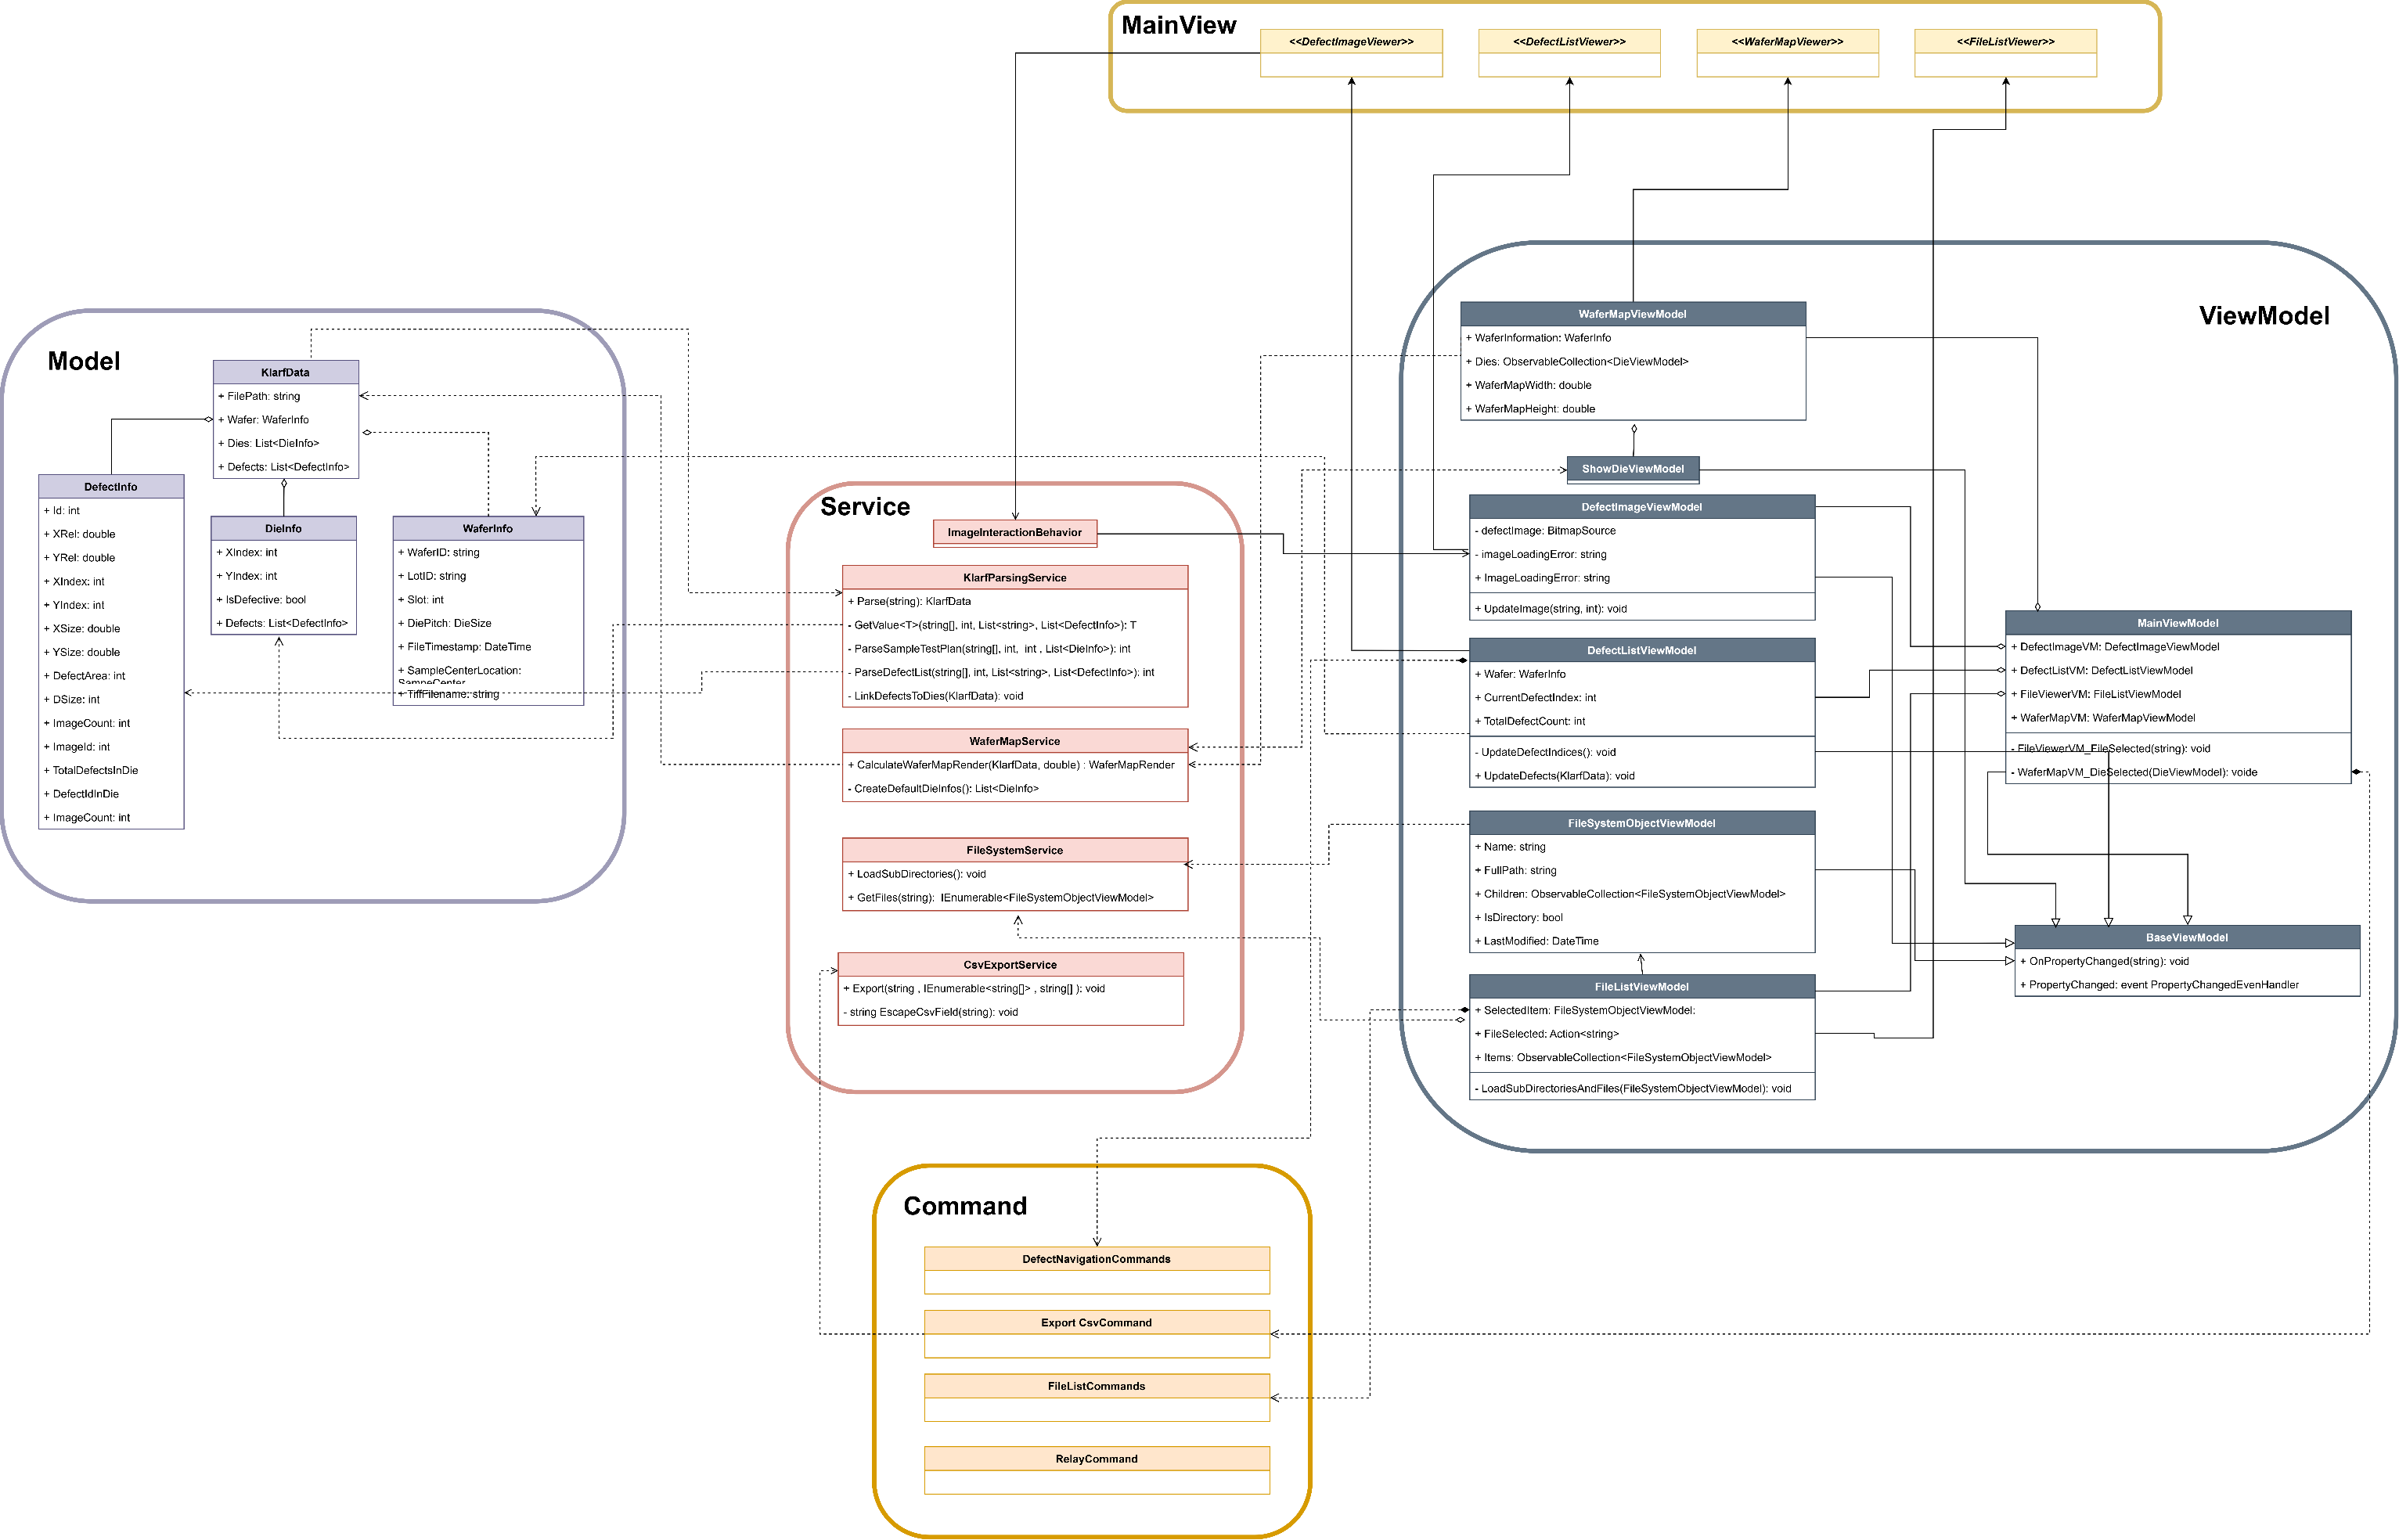 MainView
<<DefectImageViewer>>
<<DefectListViewer>>
<<WaferMapViewer>>
<<FileListViewer>>
Model
KlarfData
+ FilePath: string
+ Wafer: WaferInfo
+ Dies: List<DieInfo>
+ Defects: List<DefectInfo>
DefectInfo
+ Id: int
+ XRel: double
+ YRel: double
+ XIndex: int
+ YIndex: int
+ XSize: double
+ YSize: double
+ DefectArea: int
+ DSize: int
+ ImageCount: int
+ ImageId: int
+ TotalDefectsInDie
+ DefectIdInDie
+ ImageCount: int
DieInfo
+ XIndex: int
+ YIndex: int
+ IsDefective: bool
+ Defects: List<DefectInfo>
WaferInfo
+ WaferID: string
+ LotID: string
+ Slot: int
+ DiePitch: DieSize
+ FileTimestamp: DateTime
+ SampleCenterLocation:
SampeCenter
+ TiffFilename: string
Service
ImageInteractionBehavior
KlarfParsingService
+ Parse(string): KlarfData
- GetValue<T>(string[], int, List<string>, List<DefectInfo>): T
- ParseSampleTestPlan(string[], int,  int , List<DieInfo>): int
- ParseDefectList(string[], int, List<string>, List<DefectInfo>): int
- LinkDefectsToDies(KlarfData): void
WaferMapService
+ CalculateWaferMapRender(KlarfData, double) : WaferMapRender
- CreateDefaultDieInfos(): List<DieInfo>
FileSystemService
+ LoadSubDirectories(): void
+ GetFiles(string):  IEnumerable<FileSystemObjectViewModel>
CsvExportService
+ Export(string , IEnumerable<string[]> , string[] ): void
- string EscapeCsvField(string): void
ViewModel
WaferMapViewModel
+ WaferInformation: WaferInfo
+ Dies: ObservableCollection<DieViewModel>
+ WaferMapWidth: double
+ WaferMapHeight: double
ShowDieViewModel
DefectImageViewModel
- defectImage: BitmapSource
- imageLoadingError: string
+ ImageLoadingError: string
+ UpdateImage(string, int): void
DefectListViewModel
+ Wafer: WaferInfo
+ CurrentDefectIndex: int
+ TotalDefectCount: int
- UpdateDefectIndices(): void
+ UpdateDefects(KlarfData): void
FileSystemObjectViewModel
+ Name: string
+ FullPath: string
+ Children: ObservableCollection<FileSystemObjectViewModel>
+ IsDirectory: bool
+ LastModified: DateTime
FileListViewModel
+ SelectedItem: FileSystemObjectViewModel:
+ FileSelected: Action<string>
+ Items: ObservableCollection<FileSystemObjectViewModel>
- LoadSubDirectoriesAndFiles(FileSystemObjectViewModel): void
MainViewModel
+ DefectImageVM: DefectImageViewModel
+ DefectListVM: DefectListViewModel
+ FileViewerVM: FileListViewModel
+ WaferMapVM: WaferMapViewModel
- FileViewerVM_FileSelected(string): void
- WaferMapVM_DieSelected(DieViewModel): voide
BaseViewModel
+ OnPropertyChanged(string): void
+ PropertyChanged: event PropertyChangedEvenHandler
Command
DefectNavigationCommands
Export CsvCommand
FileListCommands
RelayCommand